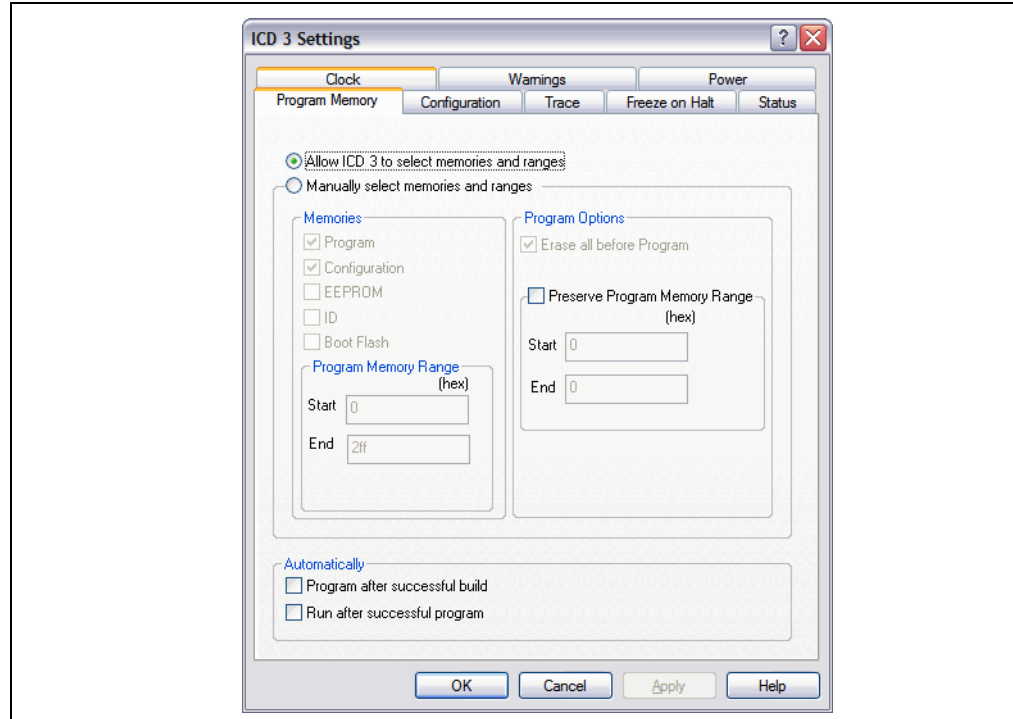 ICD 3 Settings
Clock Warnings Power
Program Memory Configuration Trace Freeze on Halt Status
Allow ICD 3 to select memories and ranges
Manually select memories and ranges
Memories
Program
Configuration
EEPROM
ID
Boot Flash
Program Memory Range
(hex)
Start 0
End 2ff
Program Options
Erase all before Program
Preserve Program Memory Range
(hex)
Start 0
End 0
Automatically
Program after successful build
Run after successful program
OK Cancel Apply Help